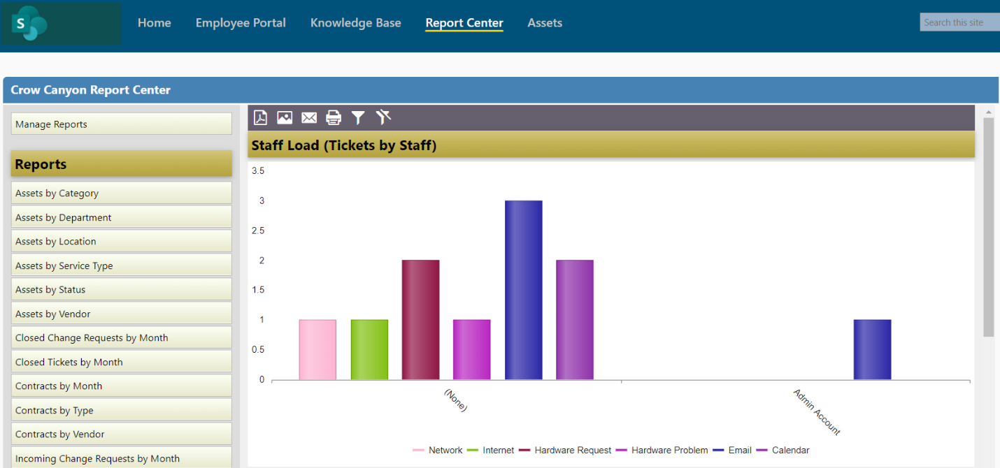 S
Home Employee Portal Knowledge Base Report Center Assets Search this site
Crow Canyon Report Center
Manage Reports
Reports
Assets by Category
Assets by Department
Assets by Location
Assets by Service Type
Assets by Status
Assets by Vendor
Closed Change Requests by Month
Closed Tickets by Month
Contracts by Month
Contracts by Type
Contracts by Vendor
Incoming Change Requests by Month
Staff Load (Tickets by Staff)
3.5
3
2.5
2
1.5
1
0.5
0
(None) Admin Account
Network Internet Hardware Request Hardware Problem Email Calendar